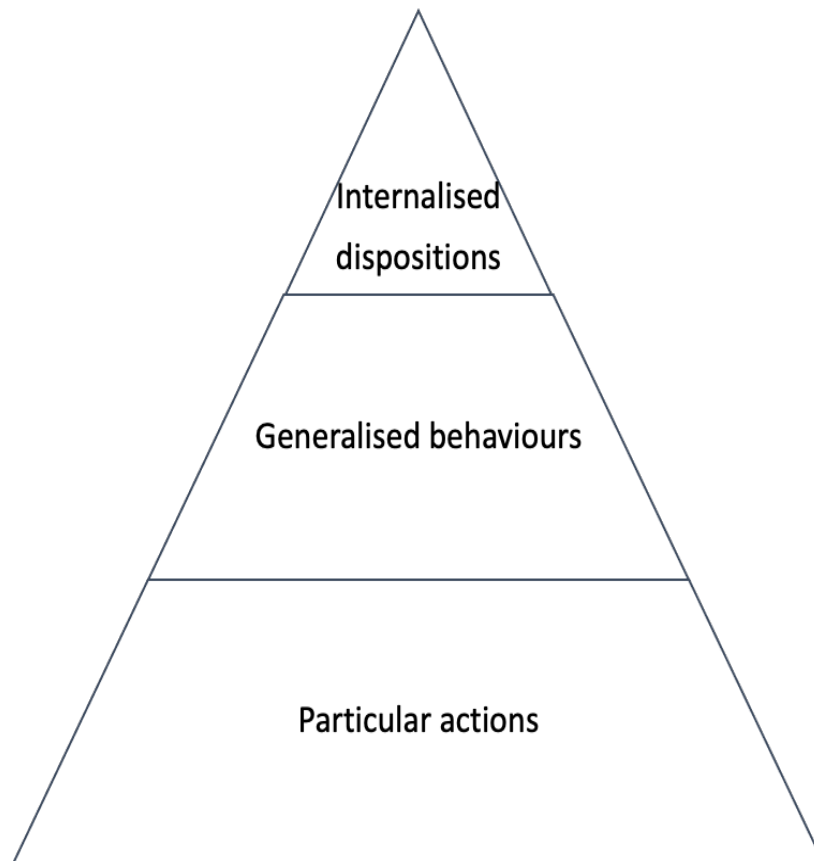 Internalised
dispositions
Generalised behaviours
Particular actions